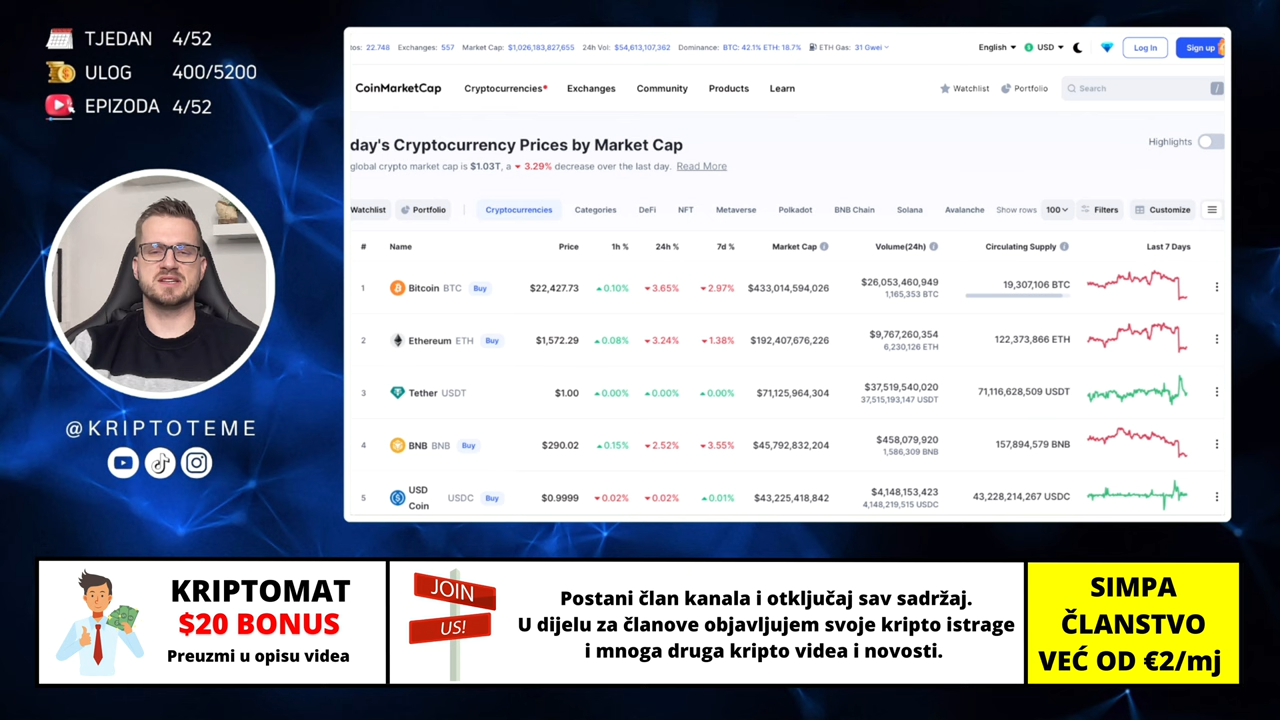 TJEDAN 4/52
ULOG 400/5200
EPIZODA 4/52
@KRIPTOTEME
tos: 22.748 Exchanges: 557 Market Cap: $1,026,183,827,655 24h Vol: $54,613,107,362 Dominance: BTC: 42.1% ETH: 18.7% ETH Gas: 31 Gwei
English USD Log In Sign up
CoinMarketCap Cryptocurrencies Exchanges Community Products Learn Watchlist Portfolio Search /
day's Cryptocurrency Prices by Market Cap
Highlights
global crypto market cap is $1.03T, a 3.29% decrease over the last day. Read More
Watchlist Portfolio Cryptocurrencies Categories DeFi NFT Metaverse Polkadot BNB Chain Solana Avalanche Show rows 100 Filters Customize
# Name Price 1h % 24h % 7d % Market Cap Volume(24h) Circulating Supply Last 7 Days
1 Bitcoin BTC Buy $22,427.73 0.10% 3.65% 2.97% $433,014,594,026 $26,053,460,949 19,307,106 BTC
1,165,353 BTC
2 Ethereum ETH Buy $1,572.29 0.08% 3.24% 1.38% $192,407,676,226 $9,767,260,354 122,373,866 ETH
6,230,126 ETH
3 Tether USDT $1.00 0.00% 0.00% 0.00% $71,125,964,304 $37,519,540,020 71,116,628,509 USDT
37,515,193,147 USDT
4 BNB BNB Buy $290.02 0.15% 2.52% 3.55% $45,792,832,204 $458,079,920 157,894,579 BNB
1,586,309 BNB
5 USD Coin USDC Buy $0.9999 0.02% 0.02% 0.01% $43,225,418,842 $4,148,153,423 43,228,214,267 USDC
4,148,219,515 USDC
KRIPTOMAT
$20 BONUS
Preuzmi u opisu videa
JOIN
US!
Postani član kanala i otključaj sav sadržaj.
U dijelu za članove objavljujem svoje kripto istrage
i mnoga druga kripto videa i novosti.
SIMPA
ČLANSTVO
VEĆ OD €2/mj